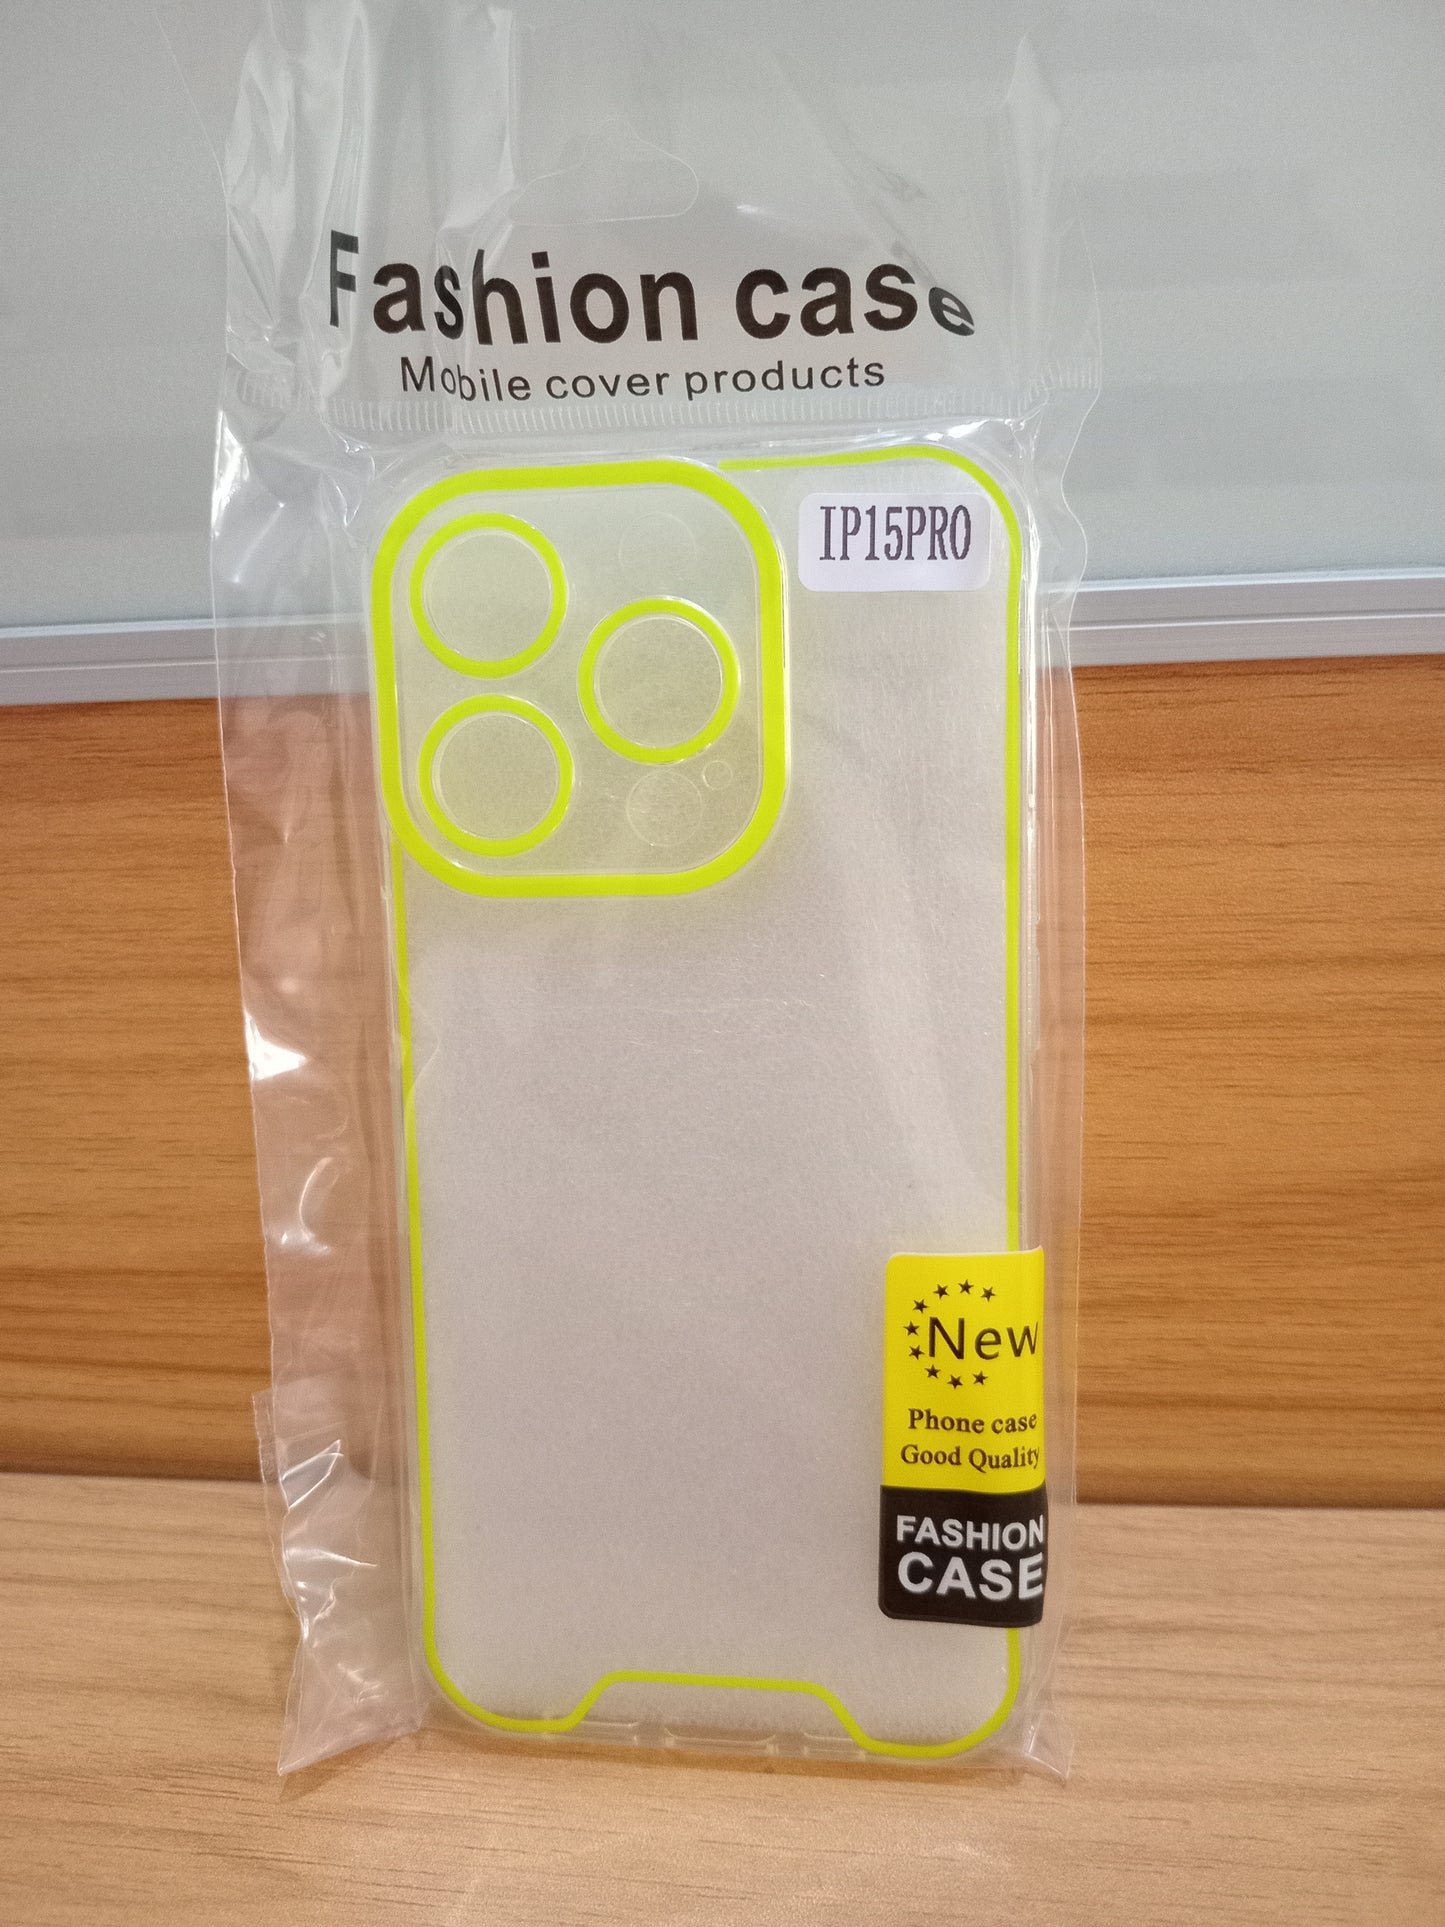 Fashion case
Mobile cover products
IP15PRO
New
Phone case
Good Quality
FASHION
CASE